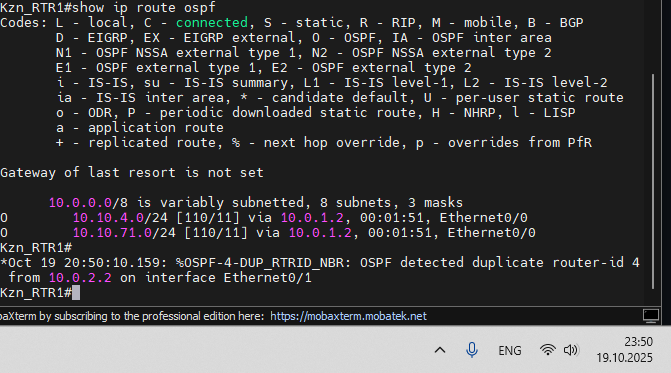 Kzn_RTR1#show ip route ospf
Codes: L - local, C - connected, S - static, R - RIP, M - mobile, B - BGP
D - EIGRP, EX - EIGRP external, O - OSPF, IA - OSPF inter area
N1 - OSPF NSSA external type 1, N2 - OSPF NSSA external type 2
E1 - OSPF external type 1, E2 - OSPF external type 2
i - IS-IS, su - IS-IS summary, L1 - IS-IS level-1, L2 - IS-IS level-2
ia - IS-IS inter area, * - candidate default, U - per-user static route
o - ODR, P - periodic downloaded static route, H - NHRP, l - LISP
a - application route
+ - replicated route, % - next hop override, p - overrides from PfR
Gateway of last resort is not set
10.0.0.0/8 is variably subnetted, 8 subnets, 3 masks
O 10.10.4.0/24 [110/11] via 10.0.1.2, 00:01:51, Ethernet0/0
O 10.10.71.0/24 [110/11] via 10.0.1.2, 00:01:51, Ethernet0/0
Kzn_RTR1#
*Oct 19 20:50:10.159: %OSPF-4-DUP_RTRID_NBR: OSPF detected duplicate router-id 4
from 10.0.2.2 on interface Ethernet0/1
Kzn_RTR1#
baXterm by subscribing to the professional edition here: https://mobaxterm.mobatek.net
ENG
23:50
19.10.2025